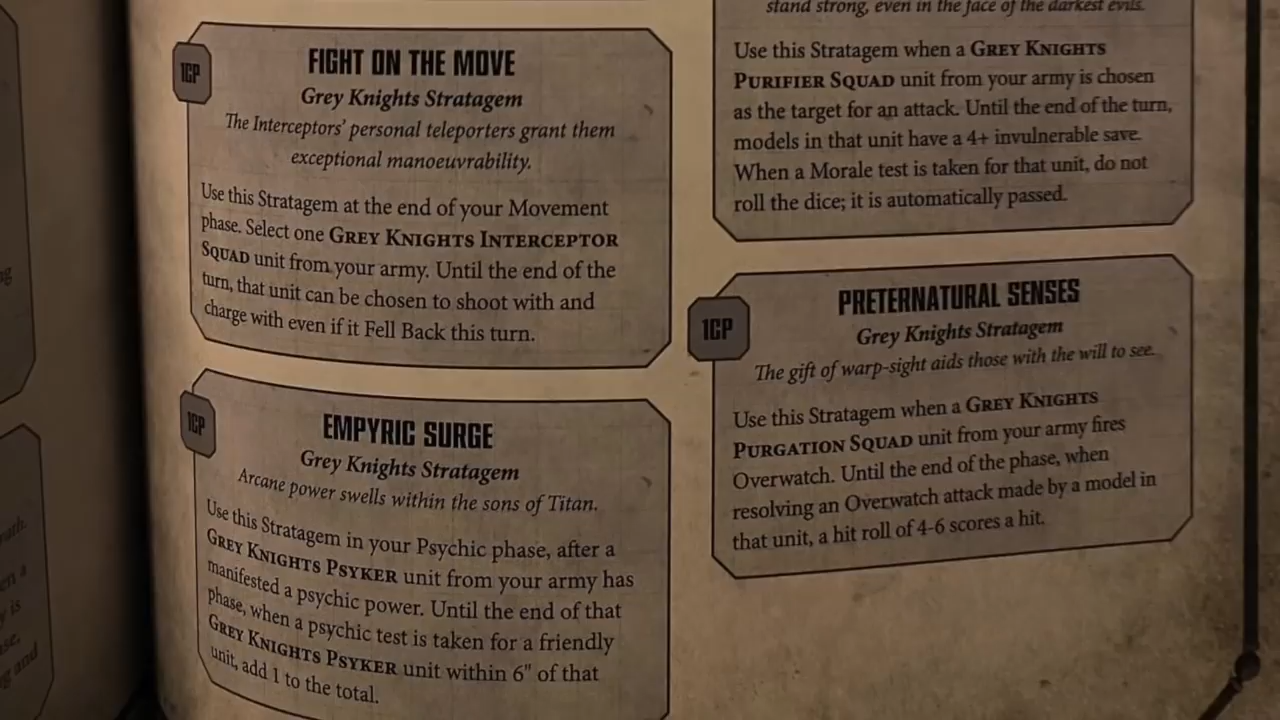 1CP
FIGHT ON THE MOVE
Grey Knights Stratagem
The Interceptors' personal teleporters grant them
exceptional manoeuvrability.
Use this Stratagem at the end of your Movement
phase. Select one GREY KNIGHTS INTERCEPTOR
SQUAD unit from your army. Until the end of the
turn, that unit can be chosen to shoot with and
charge with even if it Fell Back this turn.
1CP
EMPYRIC SURGE
Grey Knights Stratagem
Arcane power swells within the sons of Titan.
Use this Stratagem in your Psychic phase, after a
GREY KNIGHTS PSYKER unit from your army has
manifested a psychic power. Until the end of that
phase, when a psychic test is taken for a friendly
GREY KNIGHTS PSYKER unit within 6" of that
unit, add 1 to the total.
stand strong, even in the face of the darkest evils.
Use this Stratagem when a GREY KNIGHTS
PURIFIER SQUAD unit from your army is chosen
as the target for an attack. Until the end of the turn,
models in that unit have a 4+ invulnerable save.
When a Morale test is taken for that unit, do not
roll the dice; it is automatically passed.
1CP
PRETERNATURAL SENSES
Grey Knights Stratagem
The gift of warp-sight aids those with the will to see.
Use this Stratagem when a GREY KNIGHTS
PURGATION SQUAD unit from your army fires
Overwatch. Until the end of the phase, when
resolving an Overwatch attack made by a model in
that unit, a hit roll of 4-6 scores a hit.